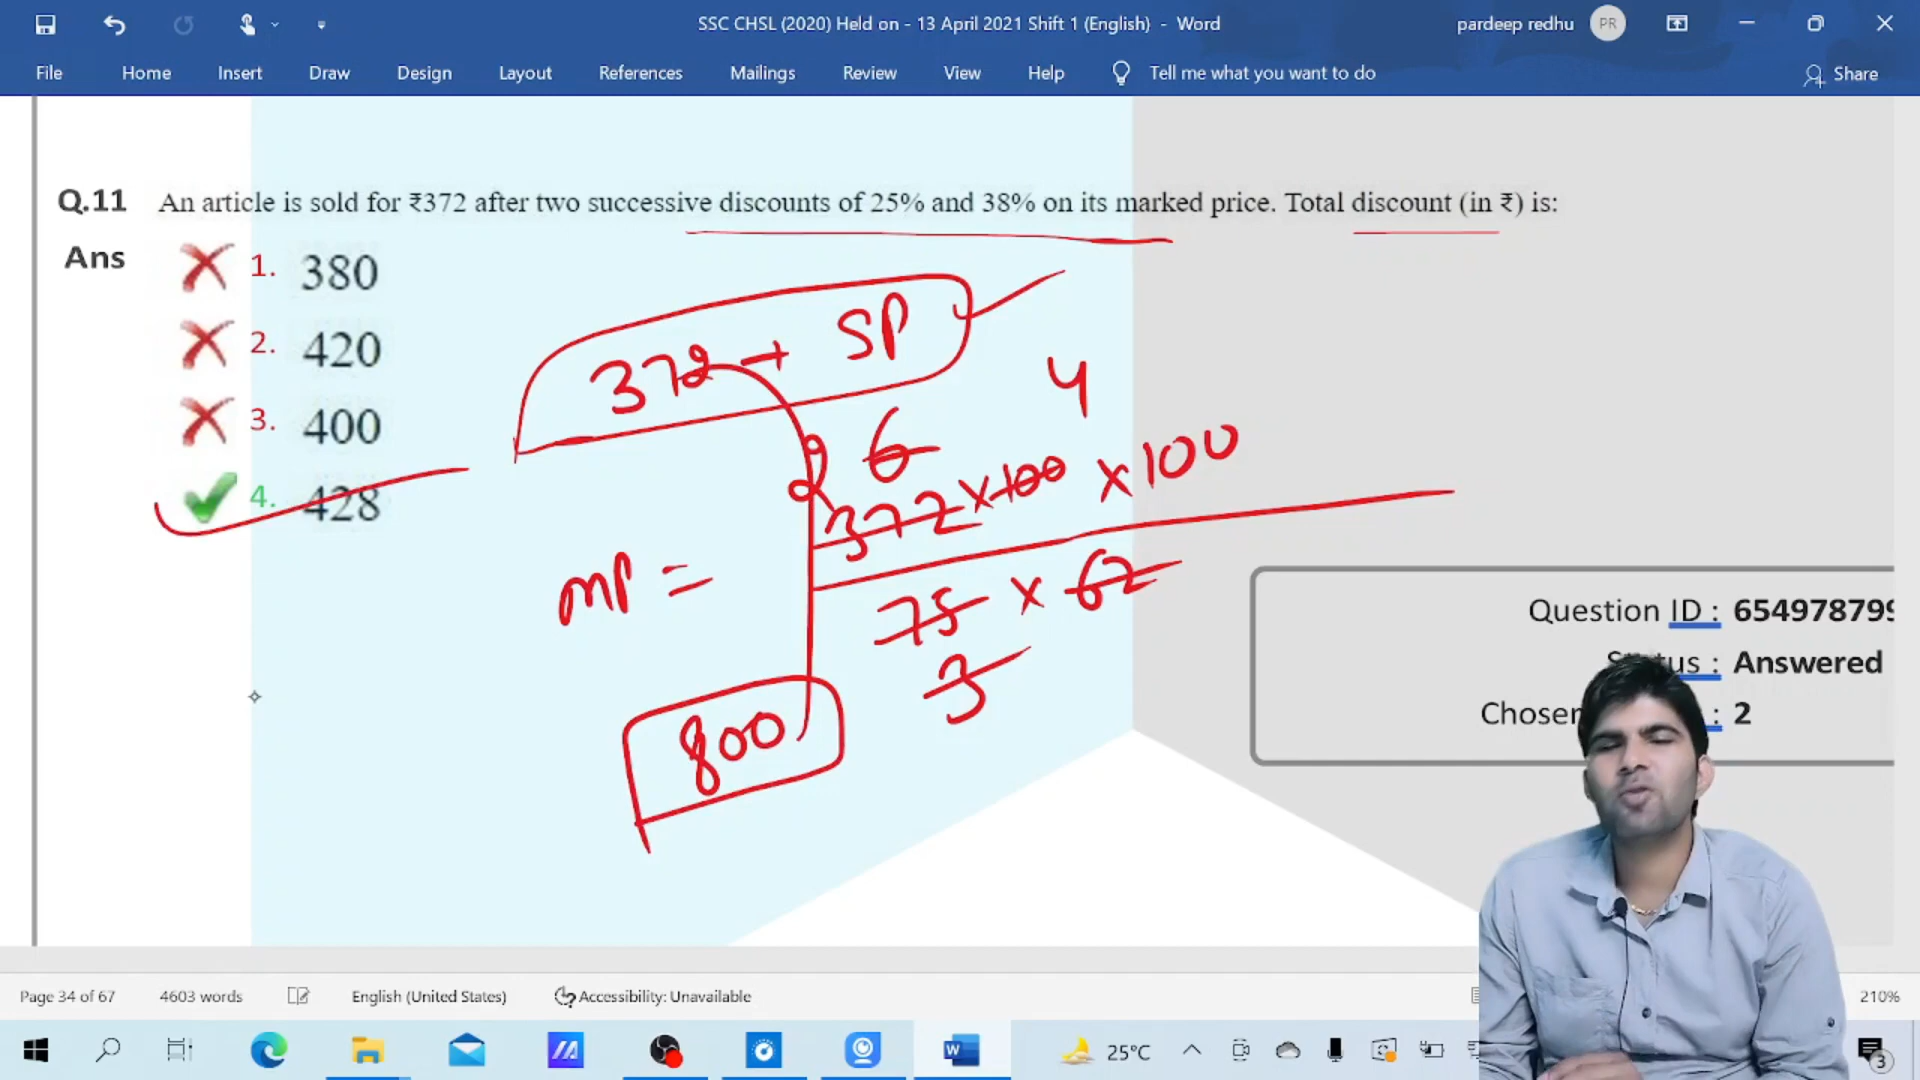 SSC CHSL (2020) Held on - 13 April 2021 Shift 1 (English) - Word
pardeep redhu PR
File Home Insert Draw Design Layout References Mailings Review View Help Tell me what you want to do Share
Q.11 An article is sold for ₹372 after two successive discounts of 25% and 38% on its marked price. Total discount (in ₹) is:
Ans 1. 380
2. 420
3. 400
4. 428
372 → SP
4
6
372 × 100 × 100
MP =
75 × 62
3
800
Question ID : 654978799
: Answered
Chosen : 2
Page 34 of 67 4603 words English (United States) Accessibility: Unavailable 210%
25°C
3